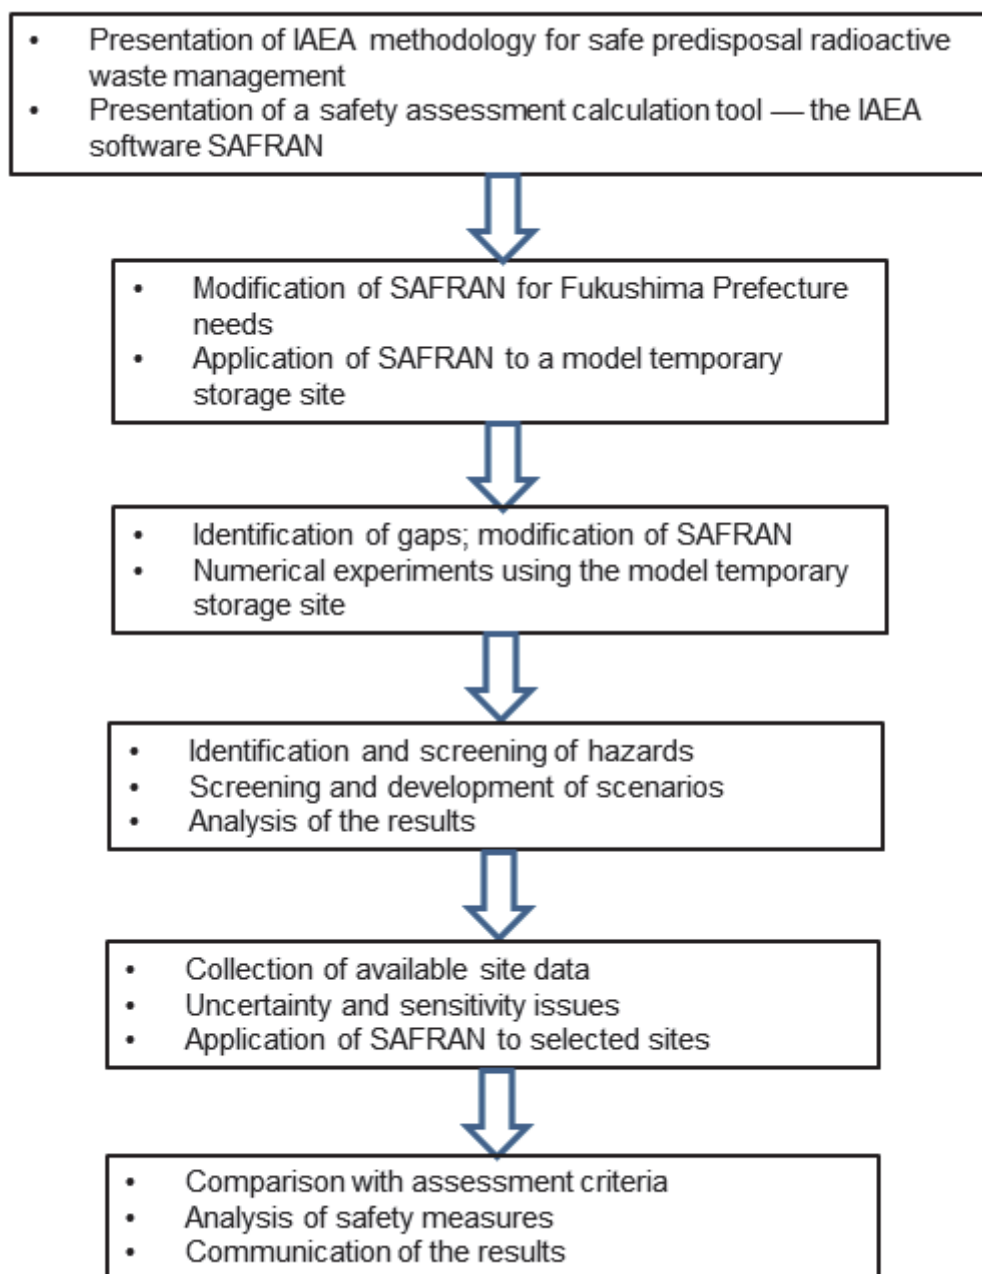 • Presentation of IAEA methodology for safe predisposal radioactive
waste management
• Presentation of a safety assessment calculation tool — the IAEA
software SAFRAN
• Modification of SAFRAN for Fukushima Prefecture
needs
• Application of SAFRAN to a model temporary
storage site
• Identification of gaps; modification of SAFRAN
• Numerical experiments using the model temporary
storage site
• Identification and screening of hazards
• Screening and development of scenarios
• Analysis of the results
• Collection of available site data
• Uncertainty and sensitivity issues
• Application of SAFRAN to selected sites
• Comparison with assessment criteria
• Analysis of safety measures
• Communication of the results